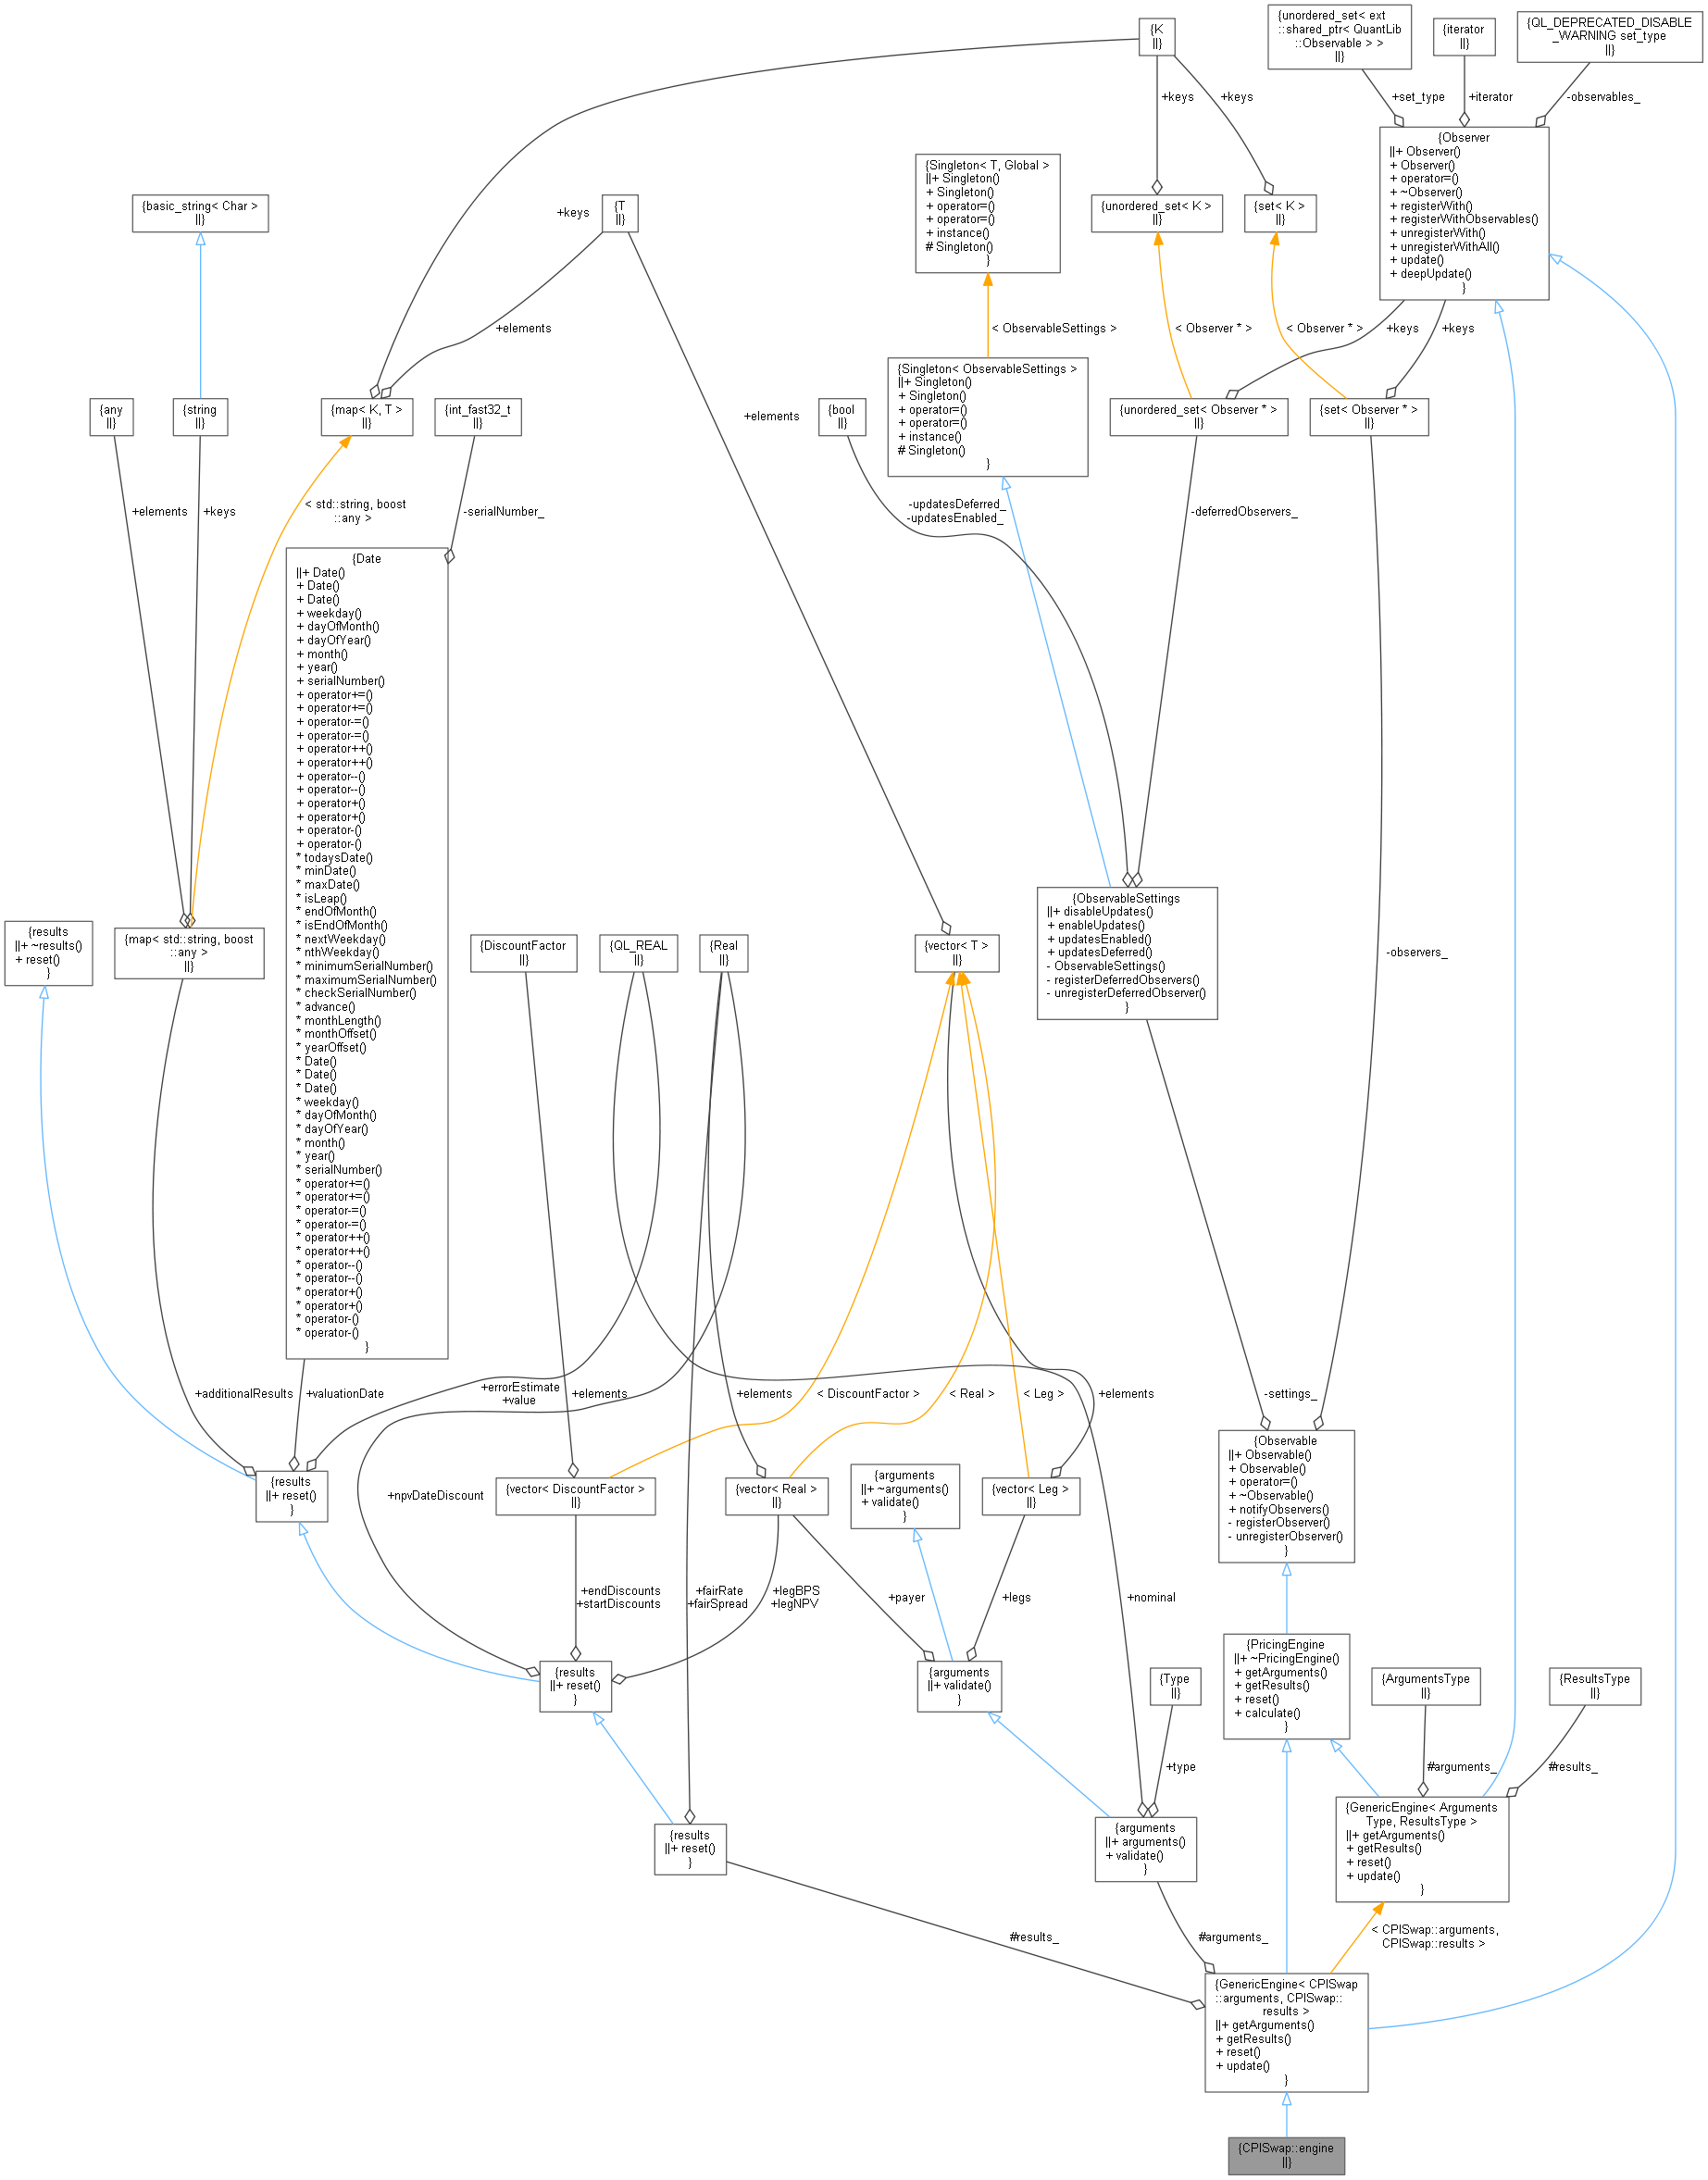 {K
||}
{unordered_set< ext
::shared_ptr< QuantLib
::Observable > >
||}
{iterator
||}
{QL_DEPRECATED_DISABLE
_WARNING set_type
||}
+keys
+keys
+set_type
+iterator
-observables_
{Observer
||+ Observer()
+ Observer()
+ operator=()
+ ~Observer()
+ registerWith()
+ registerWithObservables()
+ unregisterWith()
+ unregisterWithAll()
+ update()
+ deepUpdate()
}
{Singleton< T, Global >
||+ Singleton()
+ Singleton()
+ operator=()
+ operator=()
+ instance()
# Singleton()
}
{basic_string< Char >
||}
+keys
{T
||}
{unordered_set< K >
||}
{set< K >
||}
+elements
< ObservableSettings >
< Observer * >
< Observer * >
+keys
+keys
{Singleton< ObservableSettings >
||+ Singleton()
+ Singleton()
+ operator=()
+ operator=()
+ instance()
# Singleton()
}
{any
||}
{string
||}
{map< K, T >
||}
{int_fast32_t
||}
+elements
{bool
||}
{unordered_set< Observer * >
||}
{set< Observer * >
||}
+elements
+keys
< std::string, boost
::any >
-serialNumber_
-updatesDeferred_
-updatesEnabled_
-deferredObservers_
{Date
||+ Date()
+ Date()
+ Date()
+ weekday()
+ dayOfMonth()
+ dayOfYear()
+ month()
+ year()
+ serialNumber()
+ operator+=()
+ operator+=()
+ operator-=()
+ operator-=()
+ operator++()
+ operator++()
+ operator--()
+ operator--()
+ operator+()
+ operator+()
+ operator-()
+ operator-()
* todaysDate()
* minDate()
* maxDate()
* isLeap()
* endOfMonth()
* isEndOfMonth()
* nextWeekday()
* nthWeekday()
* minimumSerialNumber()
* maximumSerialNumber()
* checkSerialNumber()
* advance()
* monthLength()
* monthOffset()
* yearOffset()
* Date()
* Date()
* Date()
* weekday()
* dayOfMonth()
* dayOfYear()
* month()
* year()
* serialNumber()
* operator+=()
* operator+=()
* operator-=()
* operator-=()
* operator++()
* operator++()
* operator--()
* operator--()
* operator+()
* operator+()
* operator-()
* operator-()
}
{results
||+ ~results()
+ reset()
}
{map< std::string, boost
::any >
||}
{DiscountFactor
||}
{QL_REAL
||}
{Real
||}
{vector< T >
||}
{ObservableSettings
||+ disableUpdates()
+ enableUpdates()
+ updatesEnabled()
+ updatesDeferred()
- ObservableSettings()
- registerDeferredObservers()
- unregisterDeferredObserver()
}
-observers_
+additionalResults
+valuationDate
+errorEstimate
+value
+elements
+elements
< DiscountFactor >
< Real >
< Leg >
+elements
-settings_
{Observable
||+ Observable()
+ Observable()
+ operator=()
+ ~Observable()
+ notifyObservers()
- registerObserver()
- unregisterObserver()
}
{results
||+ reset()
}
+npvDateDiscount
{vector< DiscountFactor >
||}
{vector< Real >
||}
{arguments
||+ ~arguments()
+ validate()
}
{vector< Leg >
||}
+endDiscounts
+startDiscounts
+fairRate
+fairSpread
+legBPS
+legNPV
+payer
+legs
+nominal
{results
||+ reset()
}
{arguments
||+ validate()
}
{Type
||}
{PricingEngine
||+ ~PricingEngine()
+ getArguments()
+ getResults()
+ reset()
+ calculate()
}
{ArgumentsType
||}
{ResultsType
||}
+type
#arguments_
#results_
{results
||+ reset()
}
{arguments
||+ arguments()
+ validate()
}
{GenericEngine< Arguments
Type, ResultsType >
||+ getArguments()
+ getResults()
+ reset()
+ update()
}
#results_
#arguments_
< CPISwap::arguments,
CPISwap::results >
{GenericEngine< CPISwap
::arguments, CPISwap::
results >
||+ getArguments()
+ getResults()
+ reset()
+ update()
}
{CPISwap::engine
||}